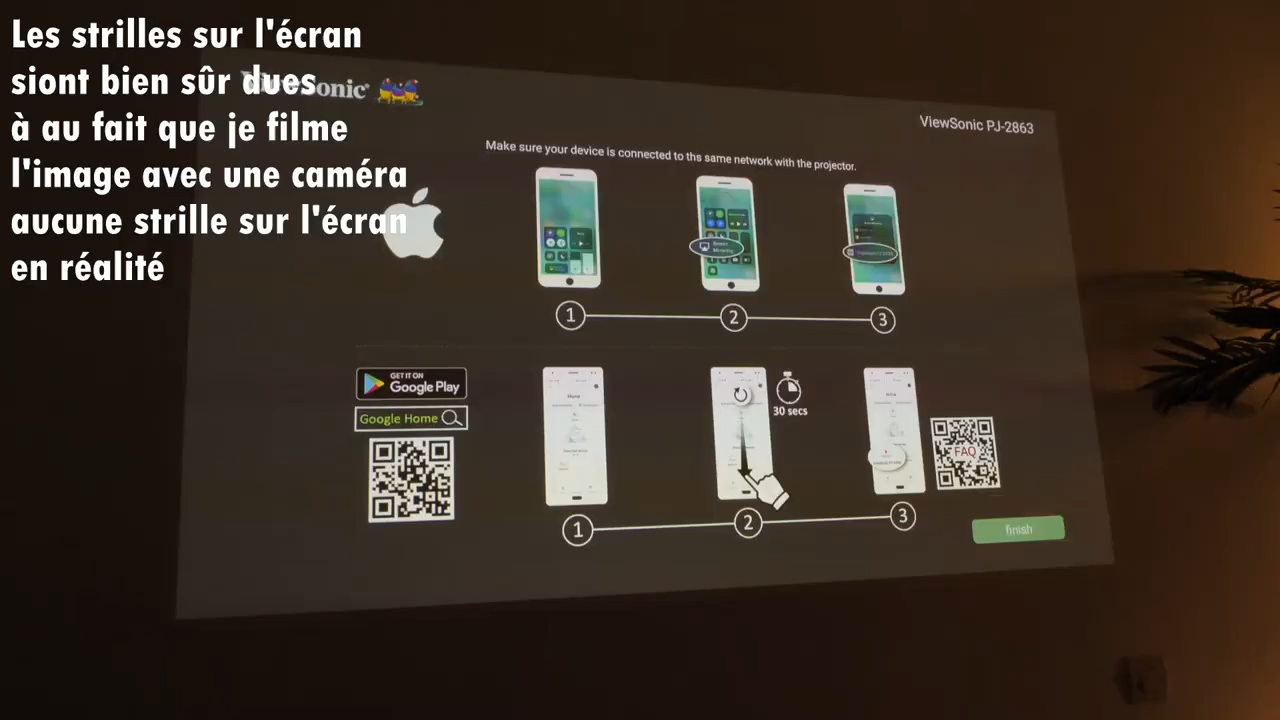 Les strilles sur l'écran
siont bien sûr dues
à au fait que je filme
l'image avec une caméra
aucune strille sur l'écran
en réalité
ViewSonic
ViewSonic PJ-2863
Make sure your device is connected to ths same network with the projector.
1
2
3
GET IT ON
Google Play
Google Home
30 secs
FAQ
1
2
3
finish